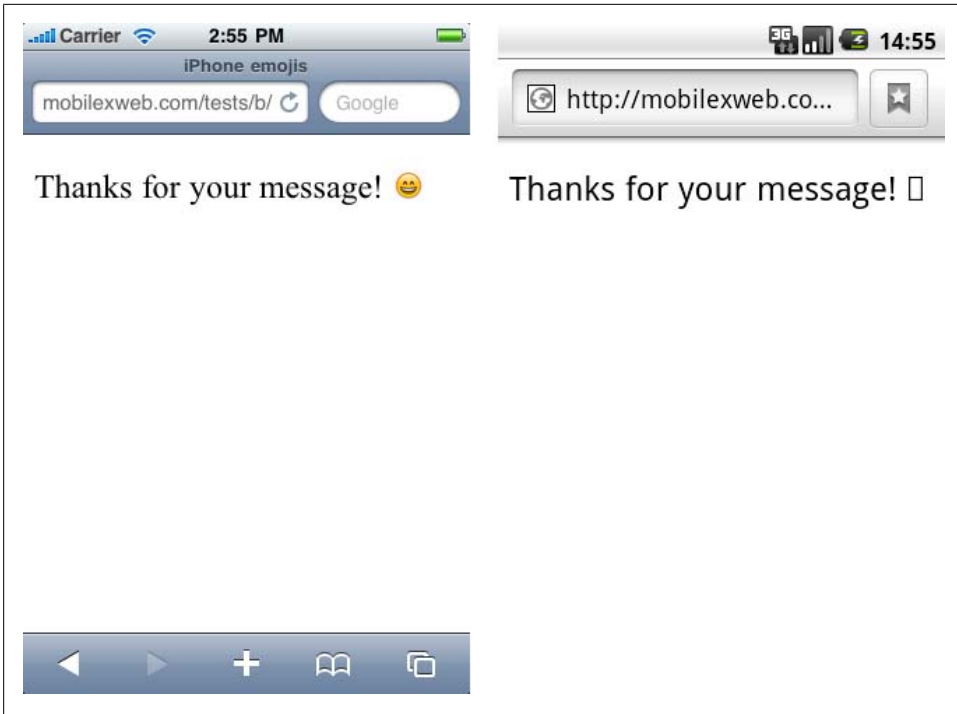 Carrier 2:55 PM
iPhone emojis
mobilexweb.com/tests/b/ Google
Thanks for your message! 😄
3G 14:55
http://mobilexweb.co...
Thanks for your message! ▯